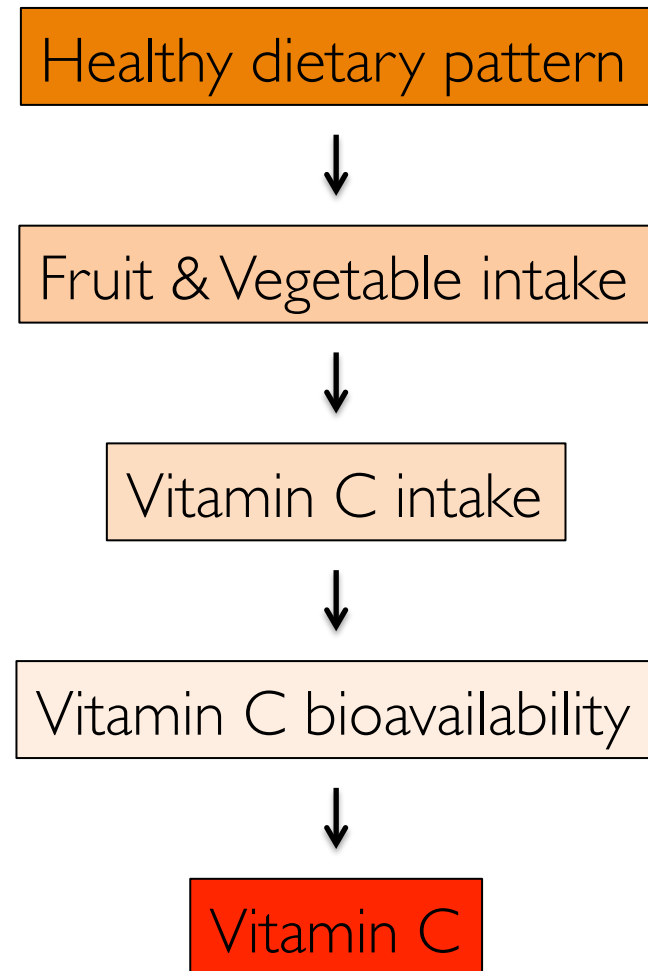 Healthy dietary pattern
Fruit & Vegetable intake
Vitamin C intake
Vitamin C bioavailability
Vitamin C